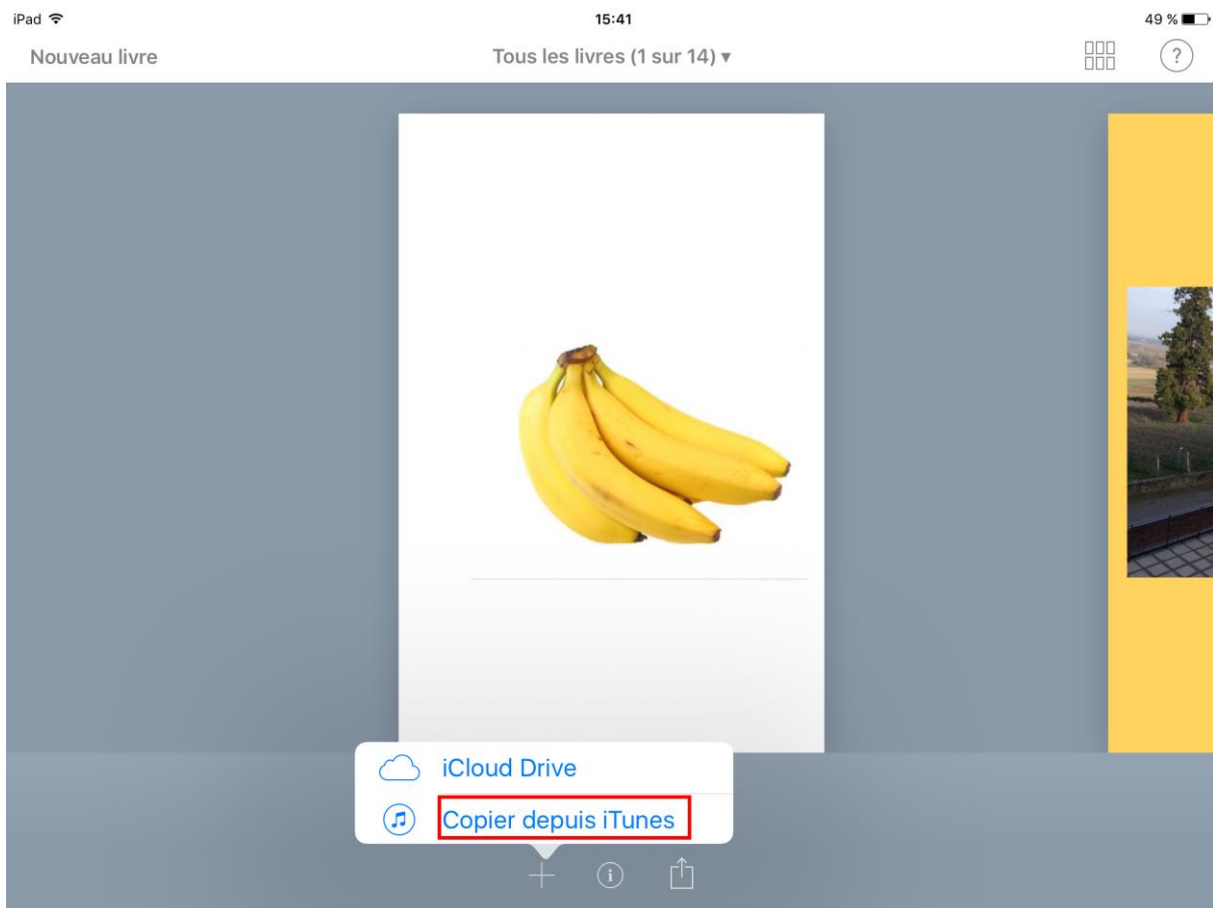 iPad
15:41
49 %
Nouveau livre
Tous les livres (1 sur 14) ▾
?
iCloud Drive
Copier depuis iTunes
i